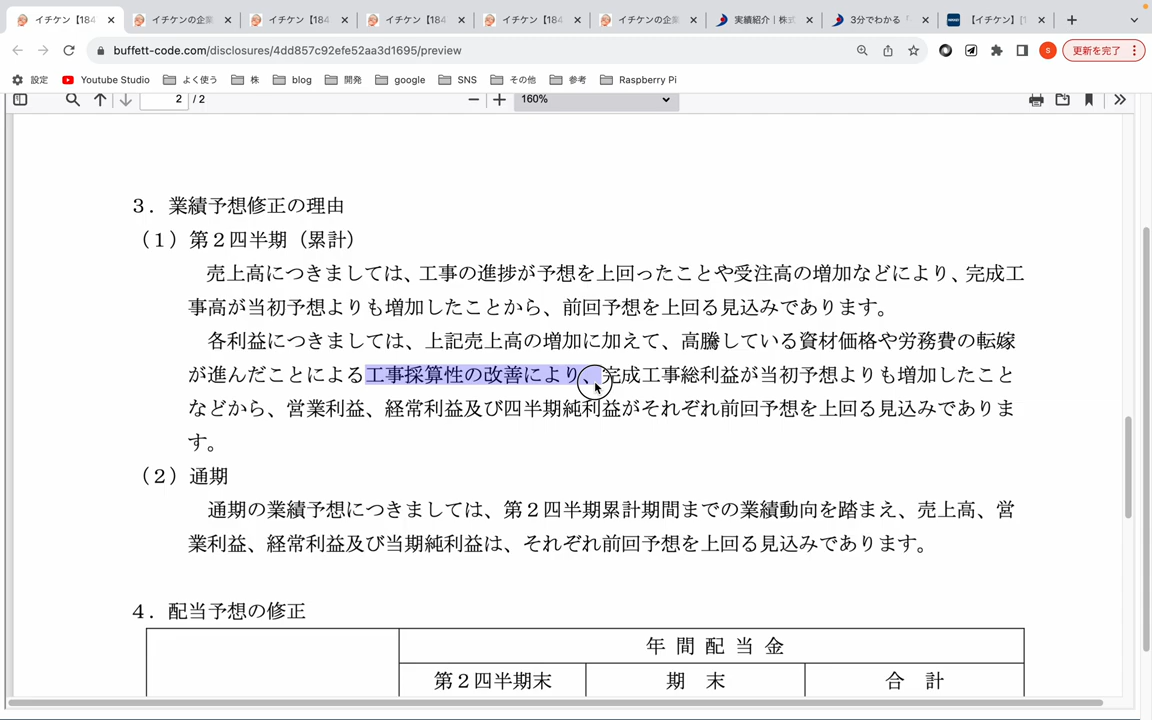 イチケン【184
イチケンの企業
イチケン【184
イチケン【184
イチケン【184
イチケンの企業
実績紹介｜株式
3分でわかる「
【イチケン】[1
buffett-code.com/disclosures/4dd857c92efe52aa3d1695/preview
S
更新を完了
設定
Youtube Studio
よく使う
株
blog
開発
google
SNS
その他
参考
Raspberry Pi
2 / 2
160%
３．業績予想修正の理由
（１）第２四半期（累計）
売上高につきましては、工事の進捗が予想を上回ったことや受注高の増加などにより、完成工
事高が当初予想よりも増加したことから、前回予想を上回る見込みであります。
各利益につきましては、上記売上高の増加に加えて、高騰している資材価格や労務費の転嫁
が進んだことによる工事採算性の改善により、完成工事総利益が当初予想よりも増加したこと
などから、営業利益、経常利益及び四半期純利益がそれぞれ前回予想を上回る見込みでありま
す。
（２）通期
通期の業績予想につきましては、第２四半期累計期間までの業績動向を踏まえ、売上高、営
業利益、経常利益及び当期純利益は、それぞれ前回予想を上回る見込みであります。
４．配当予想の修正
年間配当金
第２四半期末 期 末 合 計